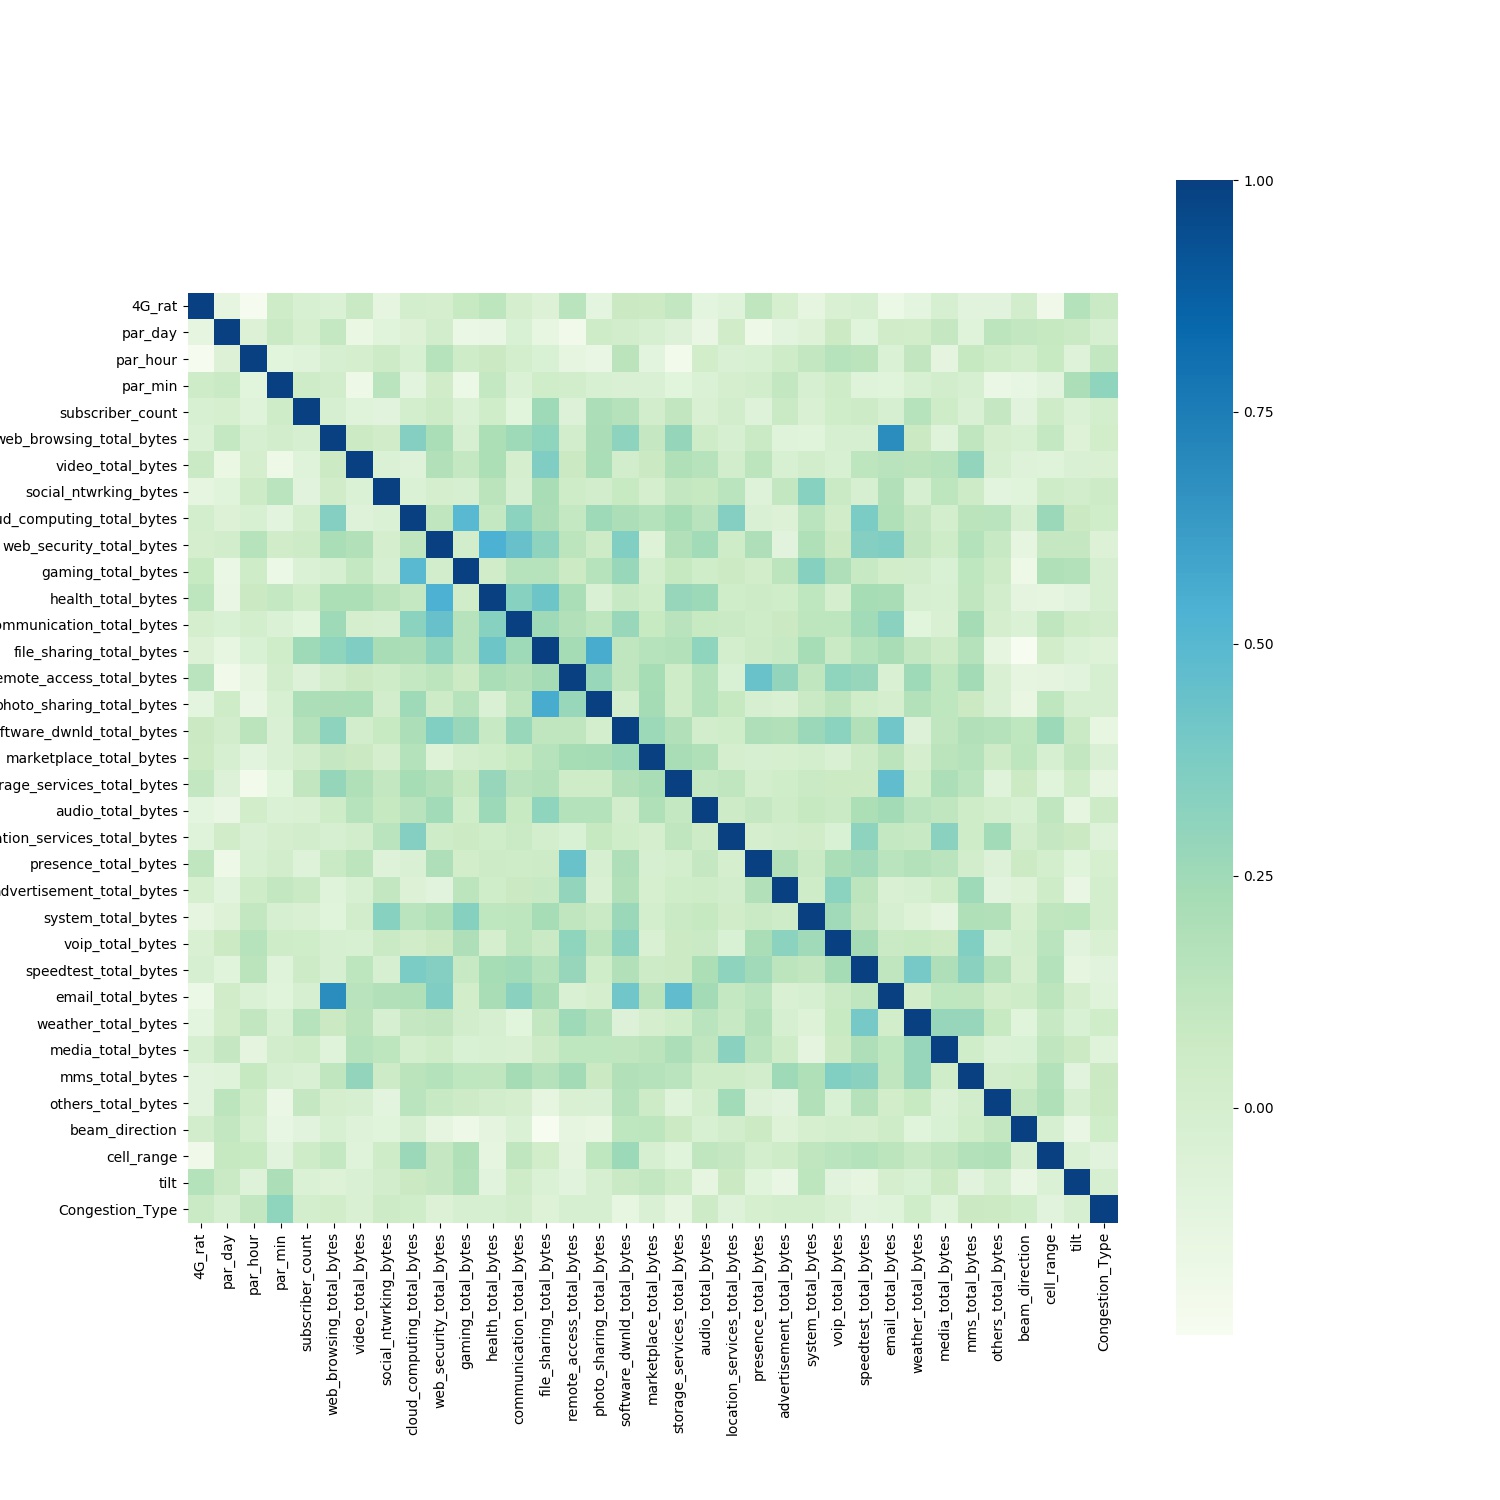 1.00
0.75
0.50
0.25
0.00
4G_rat
par_day
par_hour
par_min
subscriber_count
web_browsing_total_bytes
video_total_bytes
social_ntwrking_bytes
ud_computing_total_bytes
web_security_total_bytes
gaming_total_bytes
health_total_bytes
mmunication_total_bytes
file_sharing_total_bytes
emote_access_total_bytes
photo_sharing_total_bytes
ftware_dwnld_total_bytes
marketplace_total_bytes
rage_services_total_bytes
audio_total_bytes
ation_services_total_bytes
presence_total_bytes
advertisement_total_bytes
system_total_bytes
voip_total_bytes
speedtest_total_bytes
email_total_bytes
weather_total_bytes
media_total_bytes
mms_total_bytes
others_total_bytes
beam_direction
cell_range
tilt
Congestion_Type
4G_rat
par_day
par_hour
par_min
subscriber_count
web_browsing_total_bytes
video_total_bytes
social_ntwrking_bytes
cloud_computing_total_bytes
web_security_total_bytes
gaming_total_bytes
health_total_bytes
communication_total_bytes
file_sharing_total_bytes
remote_access_total_bytes
photo_sharing_total_bytes
software_dwnld_total_bytes
marketplace_total_bytes
storage_services_total_bytes
audio_total_bytes
location_services_total_bytes
presence_total_bytes
advertisement_total_bytes
system_total_bytes
voip_total_bytes
speedtest_total_bytes
email_total_bytes
weather_total_bytes
media_total_bytes
mms_total_bytes
others_total_bytes
beam_direction
cell_range
tilt
Congestion_Type